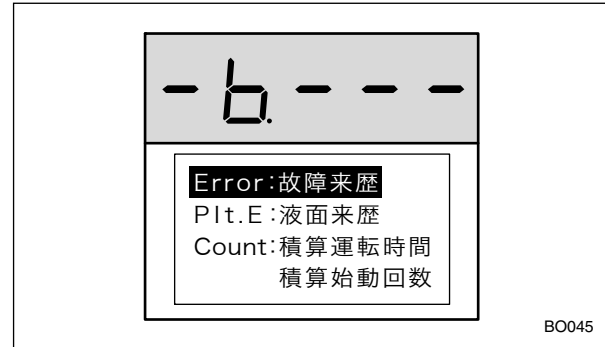 -b.---
Error:故障来歴
Plt.E:液面来歴
Count:積算運転時間
積算始動回数
BO045